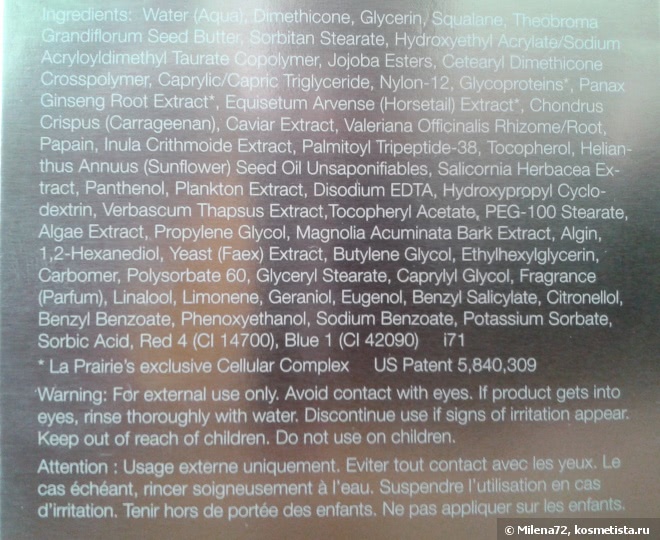 Ingredients: Water (Aqua), Dimethicone, Glycerin, Squalane, Theobroma
Grandiflorum Seed Butter, Sorbitan Stearate, Hydroxyethyl Acrylate/Sodium
Acryloyldimethyl Taurate Copolymer, Jojoba Esters, Cetearyl Dimethicone
Crosspolymer, Caprylic/Capric Triglyceride, Nylon-12, Glycoproteins*, Panax
Ginseng Root Extract*, Equisetum Arvense (Horsetail) Extract*, Chondrus
Crispus (Carrageenan), Caviar Extract, Valeriana Officinalis Rhizome/Root,
Papain, Inula Crithmoide Extract, Palmitoyl Tripeptide-38, Tocopherol, Helian-
thus Annuus (Sunflower) Seed Oil Unsaponifiables, Salicornia Herbacea Ex-
tract, Panthenol, Plankton Extract, Disodium EDTA, Hydroxypropyl Cyclo-
dextrin, Verbascum Thapsus Extract,Tocopheryl Acetate, PEG-100 Stearate,
Algae Extract, Propylene Glycol, Magnolia Acuminata Bark Extract, Algin,
1,2-Hexanediol, Yeast (Faex) Extract, Butylene Glycol, Ethylhexylglycerin,
Carbomer, Polysorbate 60, Glyceryl Stearate, Caprylyl Glycol, Fragrance
(Parfum), Linalool, Limonene, Geraniol, Eugenol, Benzyl Salicylate, Citronellol,
Benzyl Benzoate, Phenoxyethanol, Sodium Benzoate, Potassium Sorbate,
Sorbic Acid, Red 4 (CI 14700), Blue 1 (CI 42090) i71
* La Prairie's exclusive Cellular Complex US Patent 5,840,309
Warning: For external use only. Avoid contact with eyes. If product gets into
eyes, rinse thoroughly with water. Discontinue use if signs of irritation appear.
Keep out of reach of children. Do not use on children.
Attention : Usage externe uniquement. Eviter tout contact avec les yeux. Le
cas échéant, rincer soigneusement à l'eau. Suspendre l'utilisation en cas
d'irritation. Tenir hors de portée des enfants. Ne pas appliquer sur les enfants.
© Milena72, kosmetista.ru